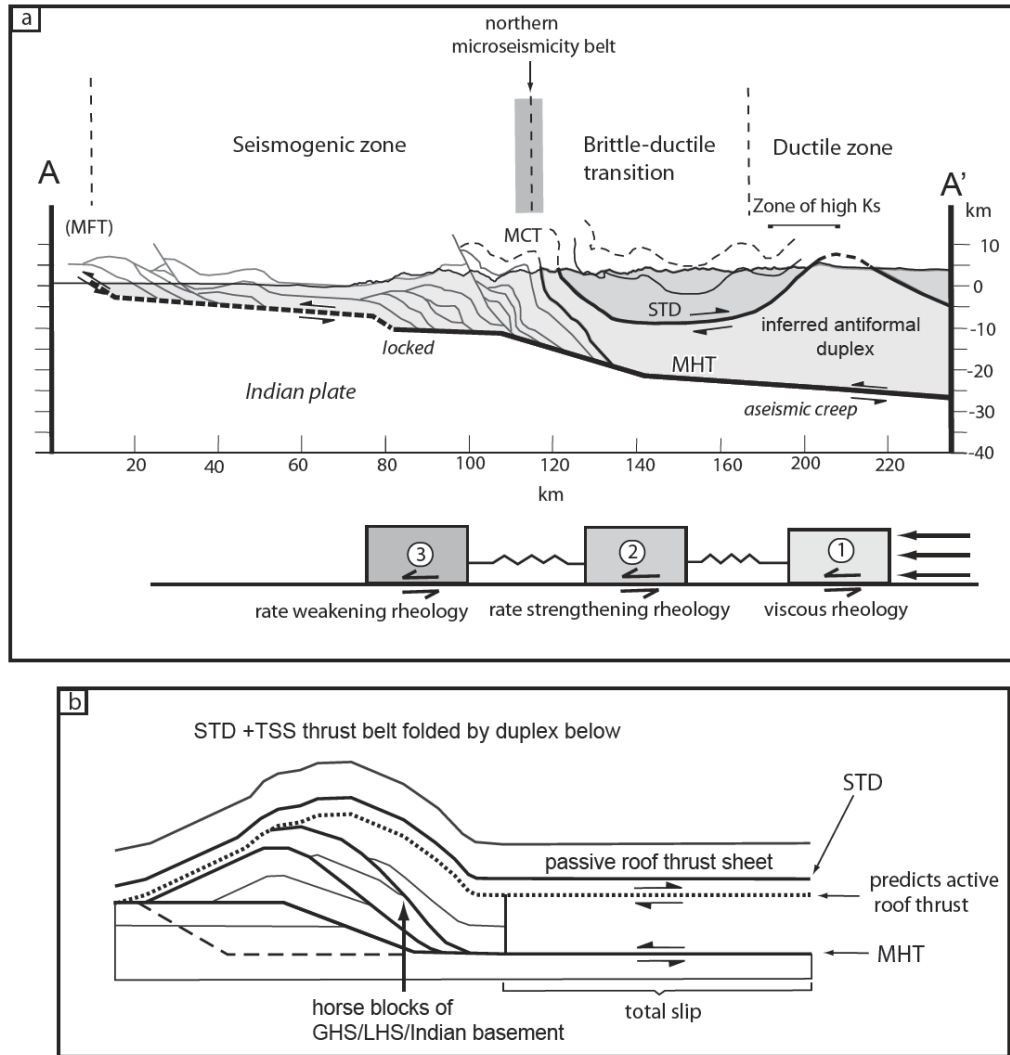 a
northern
microseismicity belt
Seismogenic zone
Brittle-ductile
transition
Ductile zone
A
A'
Zone of high Ks
km
(MFT)
MCT
10
0
-10
-20
-30
-40
STD
inferred antiformal
duplex
locked
MHT
Indian plate
aseismic creep
20
40
60
80
100
120
140
160
180
200
220
km
3
2
1
rate weakening rheology
rate strengthening rheology
viscous rheology
b
STD +TSS thrust belt folded by duplex below
STD
passive roof thrust sheet
predicts active
roof thrust
MHT
horse blocks of
GHS/LHS/Indian basement
total slip